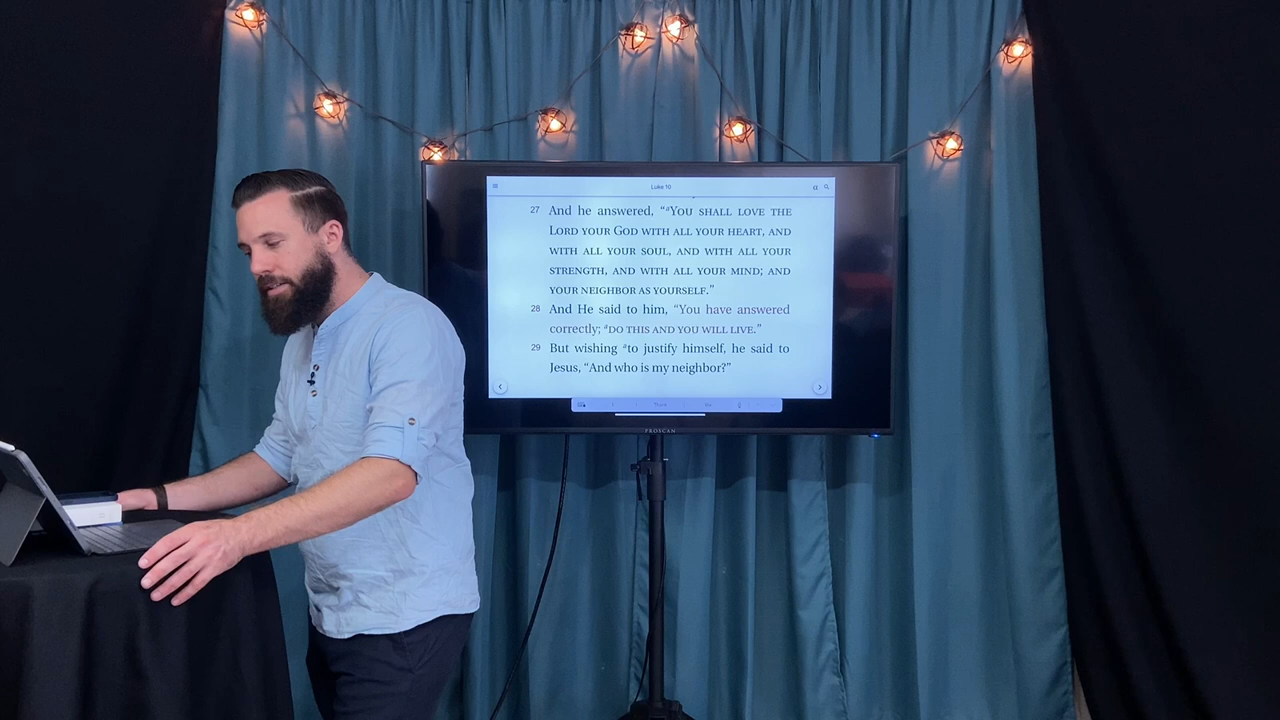 Luke 10
27 And he answered, “ᵃYOU SHALL LOVE THE
LORD YOUR GOD WITH ALL YOUR HEART, AND
WITH ALL YOUR SOUL, AND WITH ALL YOUR
STRENGTH, AND WITH ALL YOUR MIND; AND
YOUR NEIGHBOR AS YOURSELF.”
28 And He said to him, “You have answered
correctly; ᵃDO THIS AND YOU WILL LIVE.”
29 But wishing ᵃto justify himself, he said to
Jesus, “And who is my neighbor?”
PROSCAN